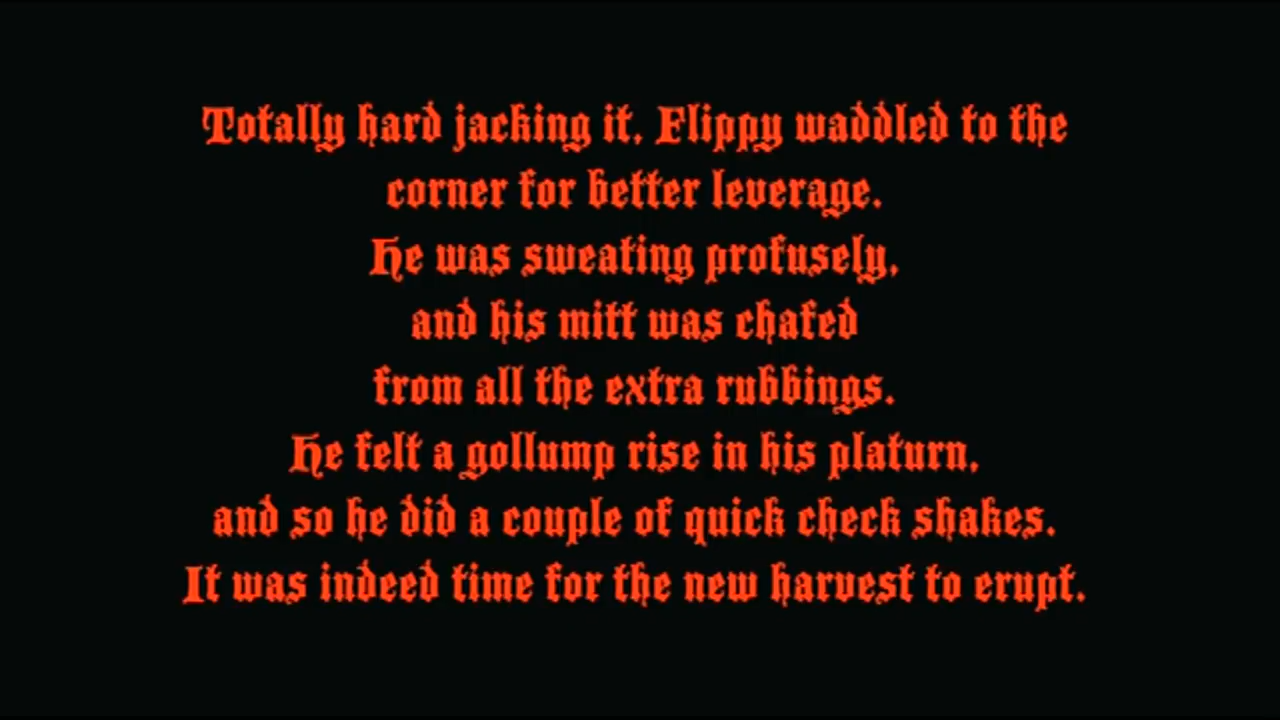 Totally hard jacking it, Flippy waddled to the
corner for better leverage.
He was sweating profusely,
and his mitt was chafed
from all the extra rubbings.
He felt a gollump rise in his platurn,
and so he did a couple of quick check shakes.
It was indeed time for the new harvest to erupt.